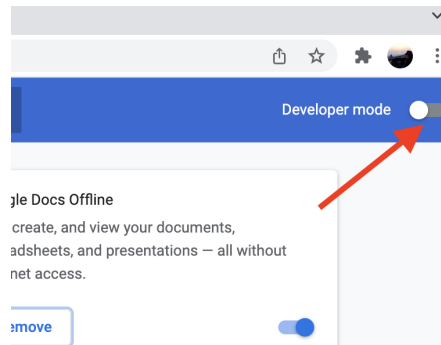 Developer mode
gle Docs Offline
create, and view your documents,
adsheets, and presentations — all without
net access.
emove